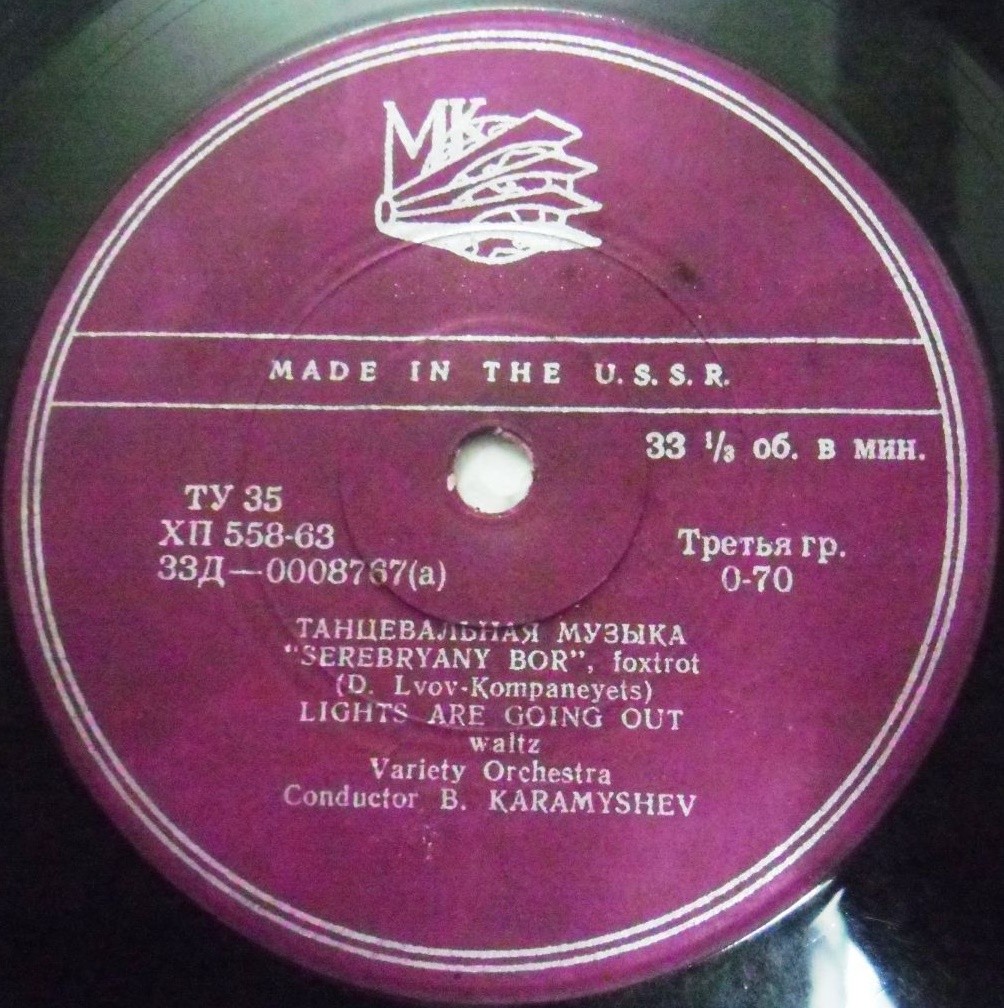 МК
MADE IN THE U.S.S.R.
33 ⅓ об. в мин.
ТУ 35
ХП 558-63
33Д—0008767(а)
Третья гр.
0-70
ТАНЦЕВАЛЬНАЯ МУЗЫКА
"SEREBRYANY BOR", foxtrot
(D. Lvov-Kompaneyets)
LIGHTS ARE GOING OUT
waltz
Variety Orchestra
Conductor B. KARAMYSHEV